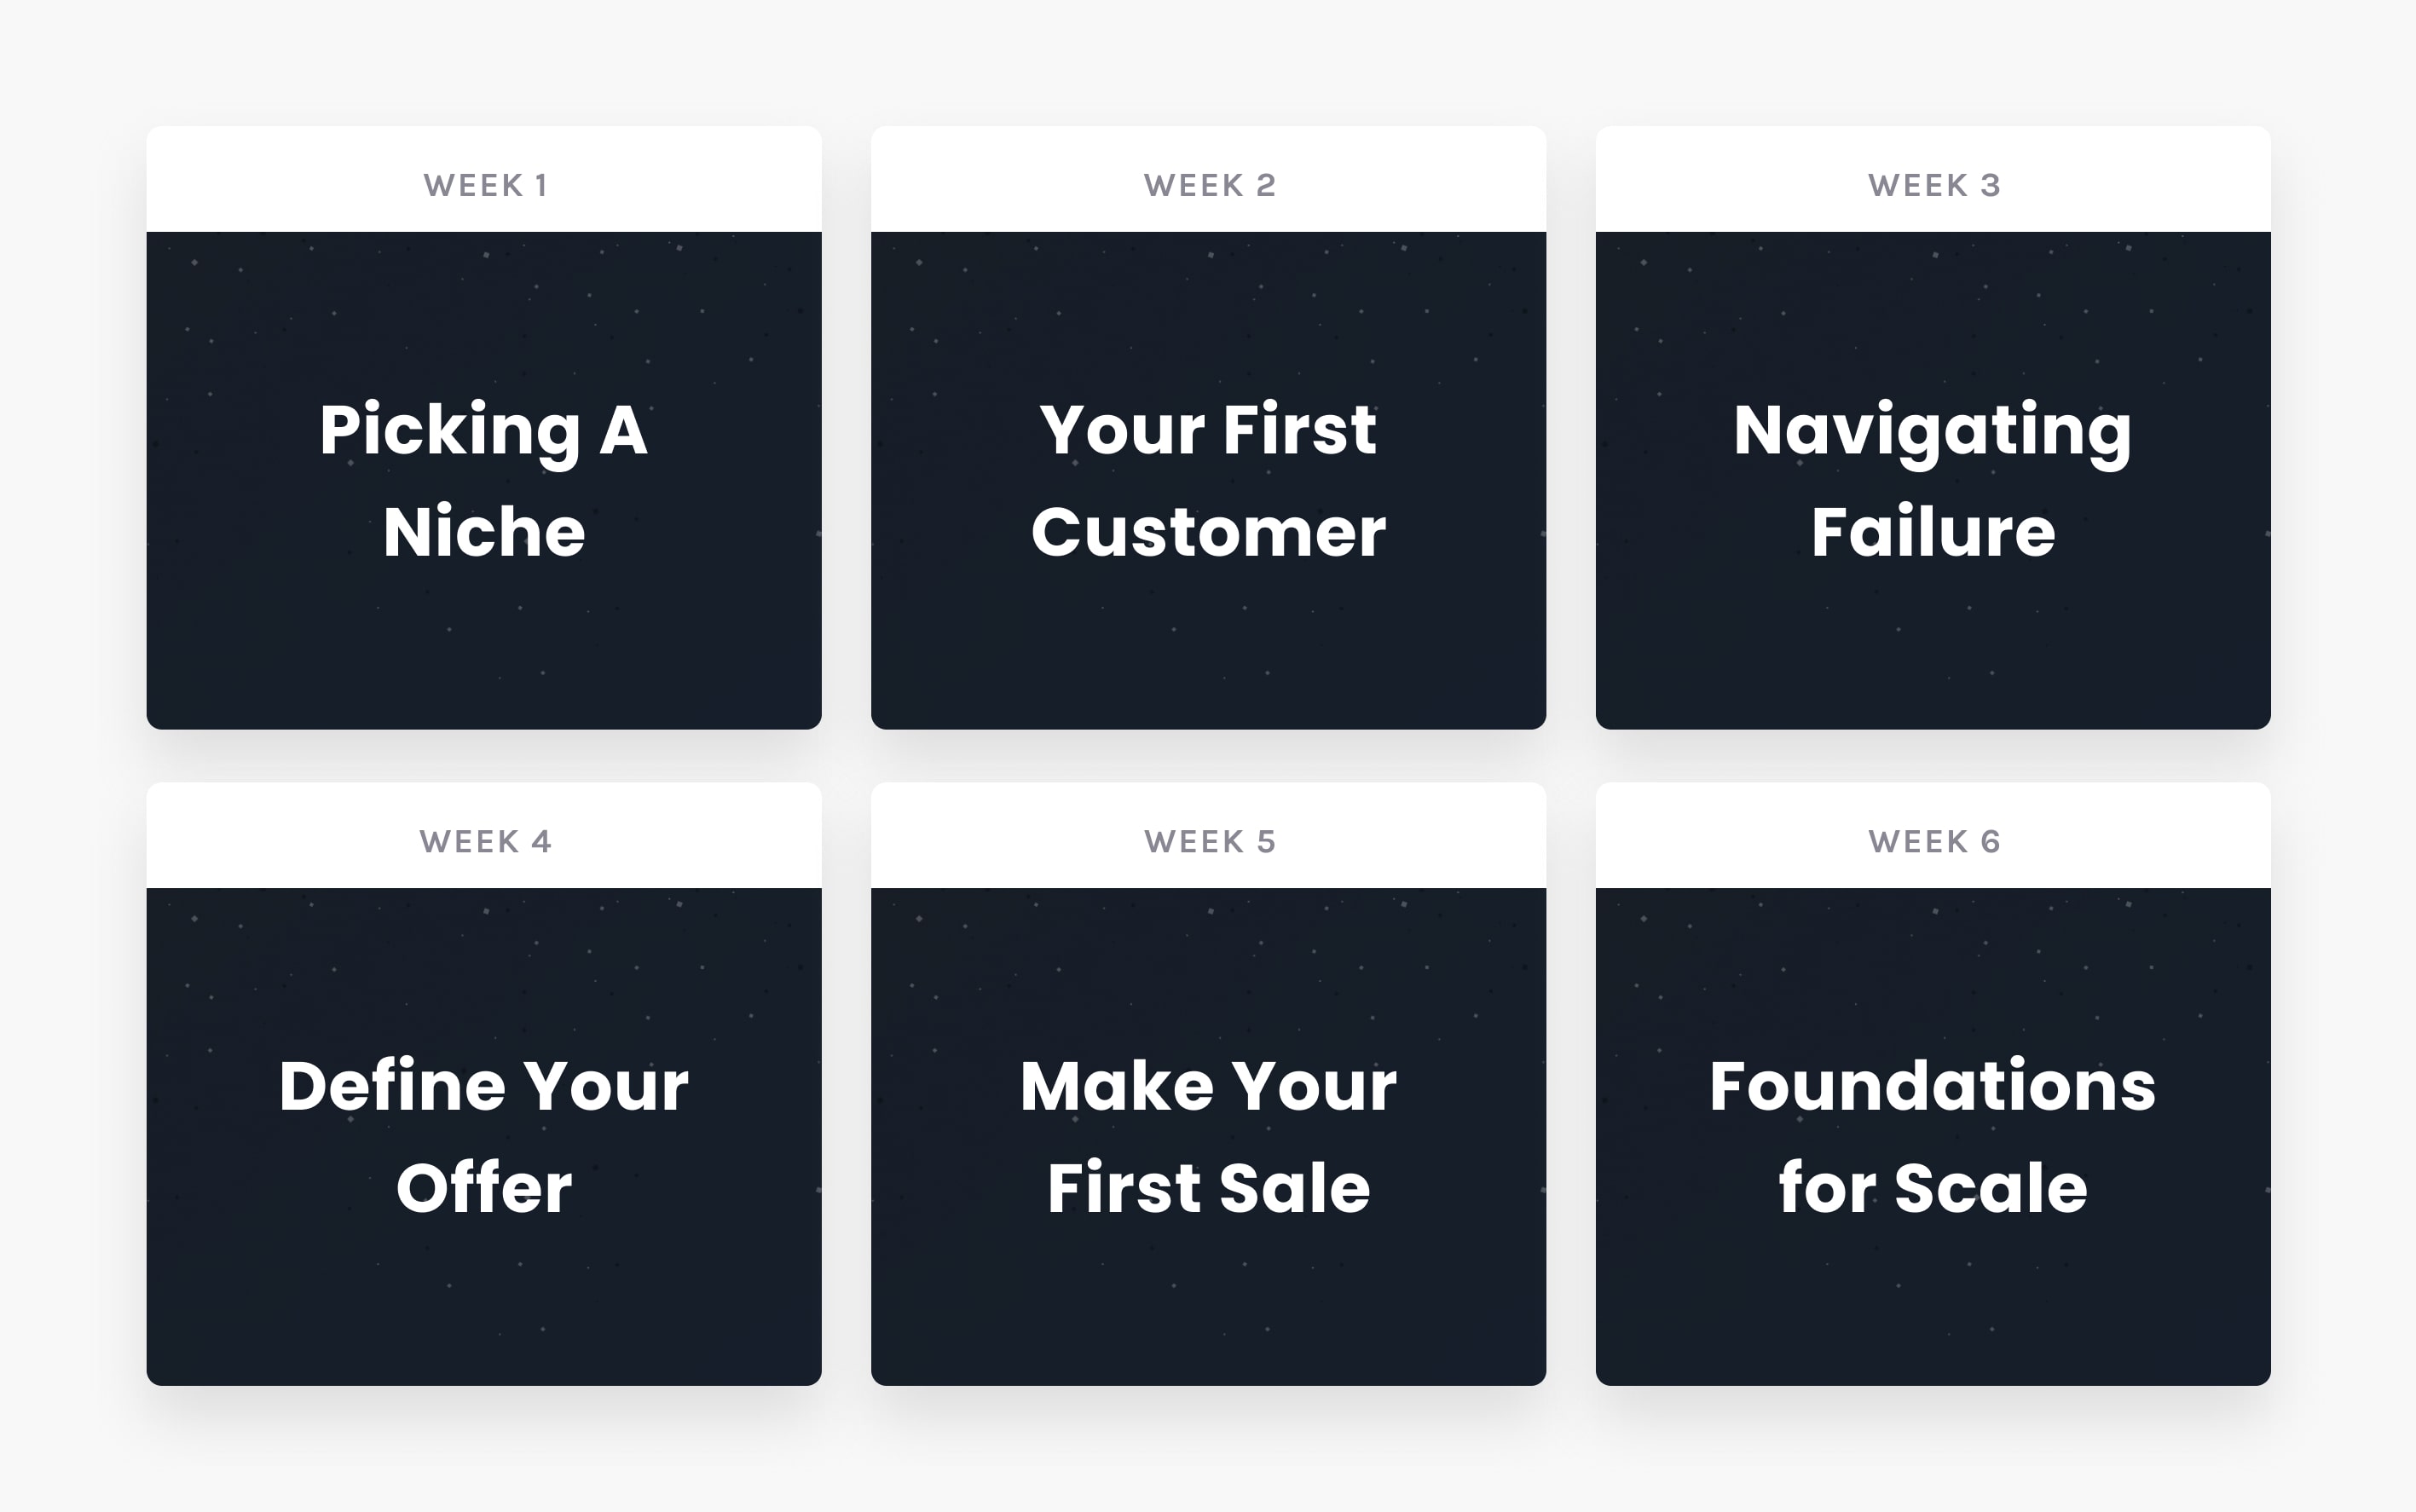 WEEK 1
Picking A
Niche
WEEK 2
Your First
Customer
WEEK 3
Navigating
Failure
WEEK 4
Define Your
Offer
WEEK 5
Make Your
First Sale
WEEK 6
Foundations
for Scale